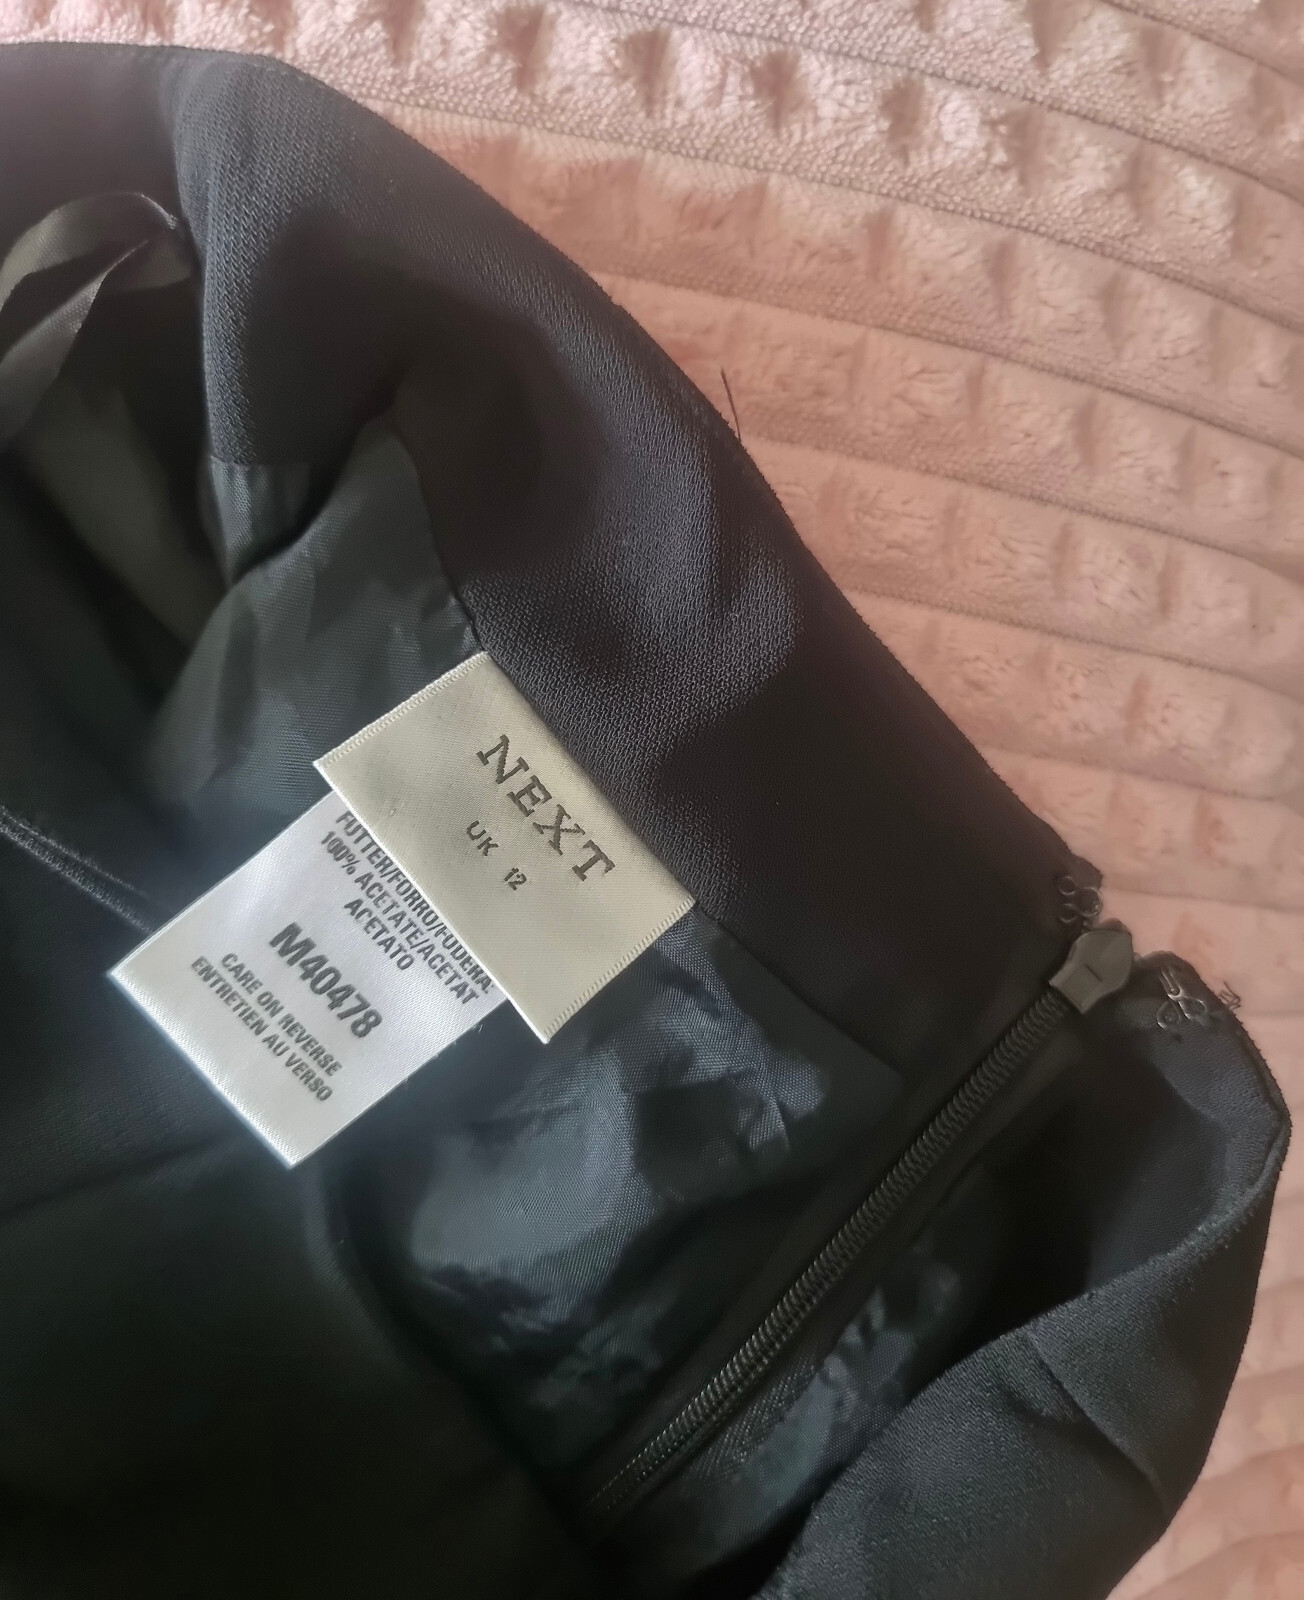 NEXT
UK 12
FUTTER/FORRO/FODERA:
100% ACETATE/ACETAT
ACETATO
M40478
CARE ON REVERSE
ENTRETIEN AU VERSO